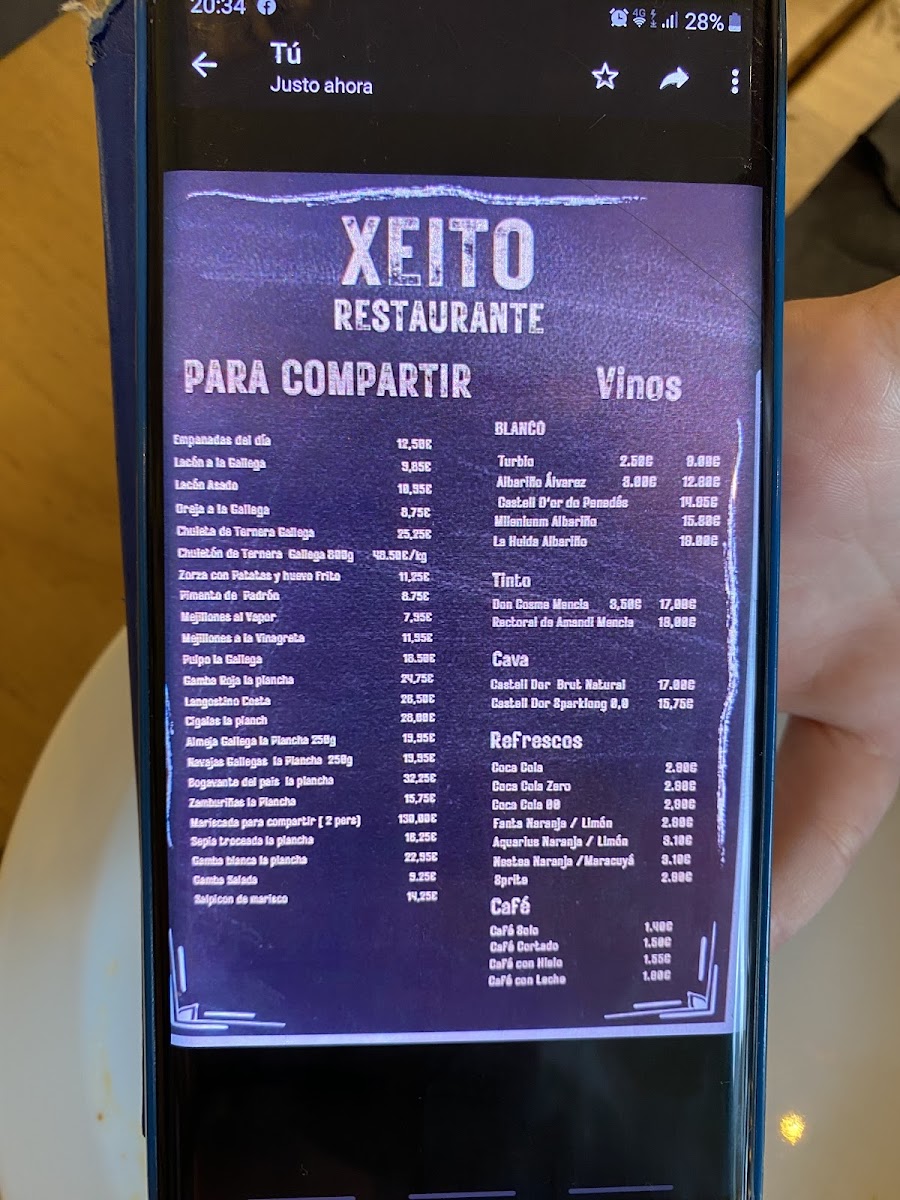 20:34
4G 28%
Tú
Justo ahora
XEITO
RESTAURANTE
PARA COMPARTIR
Empanadas del día 12,50€
Lacón a la Gallega 9,85€
Lacón Asado 10,95€
Oreja a la Gallega 8,75€
Chuleta de Ternera Gallega 25,25€
Chuletón de Ternera Gallega 800g 48.50€/kg
Zorza con Patatas y huevo Frito 11,25€
Pimento de Padrón 8.75€
Mejillones al Vapor 7,95€
Mejillones a la Vinagreta 11,95€
Pulpo la Gallega 18.50€
Gamba Roja la plancha 24,75€
Langostino Costa 26,50€
Cigalas la planch 28,00€
Almeja Gallega la Plancha 250g 19,95€
Navajas Gallegas la Plancha 250g 19,95€
Bogavante del pais la plancha 32,25€
Zamburiñas la Plancha 15,75€
Mariscada para compartir ( 2 pers) 130,00€
Sepia troceada la plancha 16,25€
Gamba blanca la plancha 22,95€
Gamba Salada 9.25€
Salpicon de marisco 14,25€
Vinos
BLANCO
Turbio 2.50€ 9.00€
Albariño Álvarez 3.00€ 12.00€
Castell D'or do Penedés 14.95€
Milenium Albariño 15.80€
La Huida Albariño 18.00€
Tinto
Don Cosme Mencia 3,50€ 17,00€
Rectoral de Amandi Mencia 18,00€
Cava
Castell Dor Brut Natural 17.00€
Castell Dor Sparklong 0,0 15,75€
Refrescos
Coca Cola 2.90€
Coca Cola Zero 2.90€
Coca Cola 00 2,90€
Fanta Naranja / Limón 2.90€
Aquarius Naranja / Limón 3.10€
Nestea Naranja /Maracuyá 3.10€
Sprite 2.90€
Café
Café Solo 1.40€
Café Cortado 1.50€
Café con Hielo 1.55€
Café con Leche 1.80€